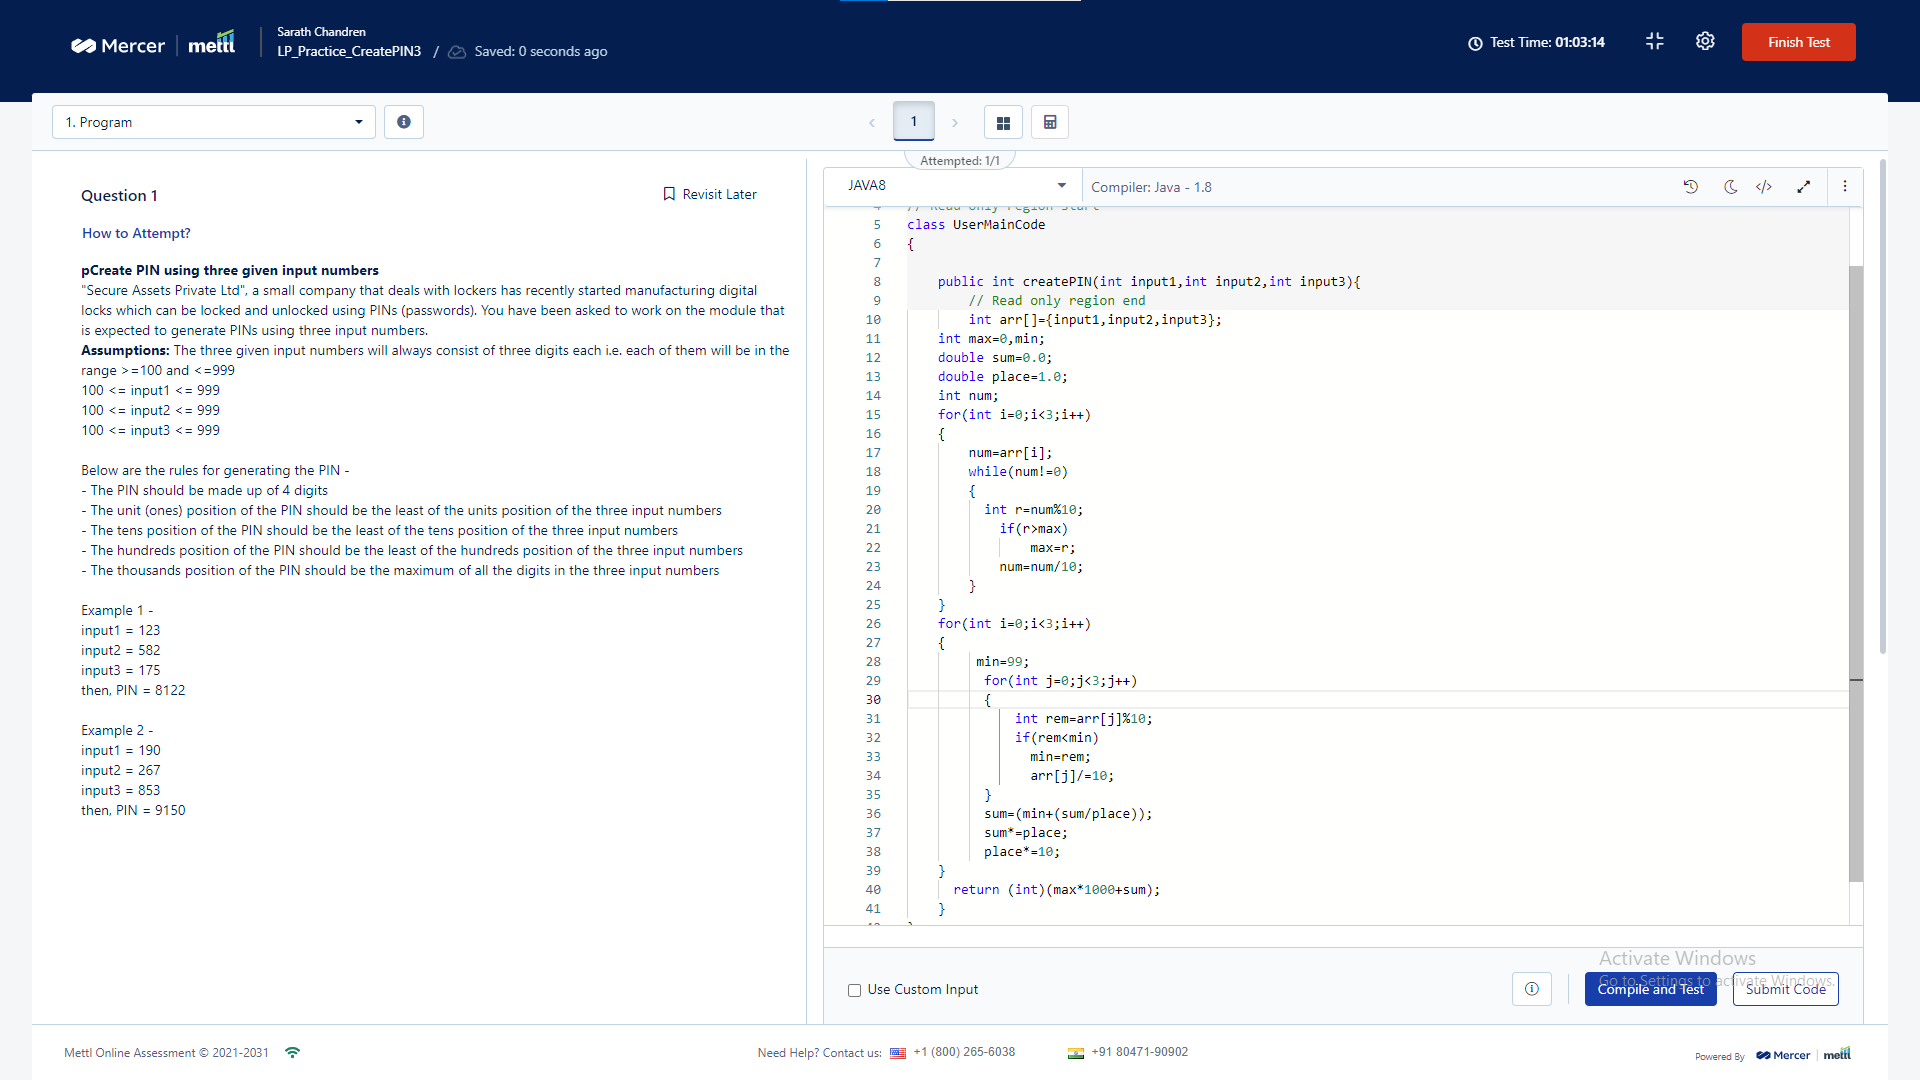 Mercer | mettl
Sarath Chandren
LP_Practice_CreatePIN3 / Saved: 0 seconds ago
Test Time: 01:03:14
Finish Test
1. Program
1
Attempted: 1/1
Question 1
Revisit Later
How to Attempt?
pCreate PIN using three given input numbers
"Secure Assets Private Ltd", a small company that deals with lockers has recently started manufacturing digital
locks which can be locked and unlocked using PINs (passwords). You have been asked to work on the module that
is expected to generate PINs using three input numbers.
Assumptions: The three given input numbers will always consist of three digits each i.e. each of them will be in the
range >=100 and <=999
100 <= input1 <= 999
100 <= input2 <= 999
100 <= input3 <= 999
Below are the rules for generating the PIN -
- The PIN should be made up of 4 digits
- The unit (ones) position of the PIN should be the least of the units position of the three input numbers
- The tens position of the PIN should be the least of the tens position of the three input numbers
- The hundreds position of the PIN should be the least of the hundreds position of the three input numbers
- The thousands position of the PIN should be the maximum of all the digits in the three input numbers
Example 1 -
input1 = 123
input2 = 582
input3 = 175
then, PIN = 8122
Example 2 -
input1 = 190
input2 = 267
input3 = 853
then, PIN = 9150
JAVA8
Compiler: Java - 1.8
4 // Read only region start
5 class UserMainCode
6 {
7
8 public int createPIN(int input1,int input2,int input3){
9 // Read only region end
10 int arr[]={input1,input2,input3};
11 int max=0,min;
12 double sum=0.0;
13 double place=1.0;
14 int num;
15 for(int i=0;i<3;i++)
16 {
17 num=arr[i];
18 while(num!=0)
19 {
20 int r=num%10;
21 if(r>max)
22 max=r;
23 num=num/10;
24 }
25 }
26 for(int i=0;i<3;i++)
27 {
28 min=99;
29 for(int j=0;j<3;j++)
30 {
31 int rem=arr[j]%10;
32 if(rem<min)
33 min=rem;
34 arr[j]/=10;
35 }
36 sum=(min+(sum/place));
37 sum*=place;
38 place*=10;
39 }
40 return (int)(max*1000+sum);
41 }
Use Custom Input
Compile and Test
Submit Code
Activate Windows
Go to Settings to activate Windows.
Mettl Online Assessment © 2021-2031
Need Help? Contact us: +1 (800) 265-6038 +91 80471-90902
Powered By Mercer | mettl